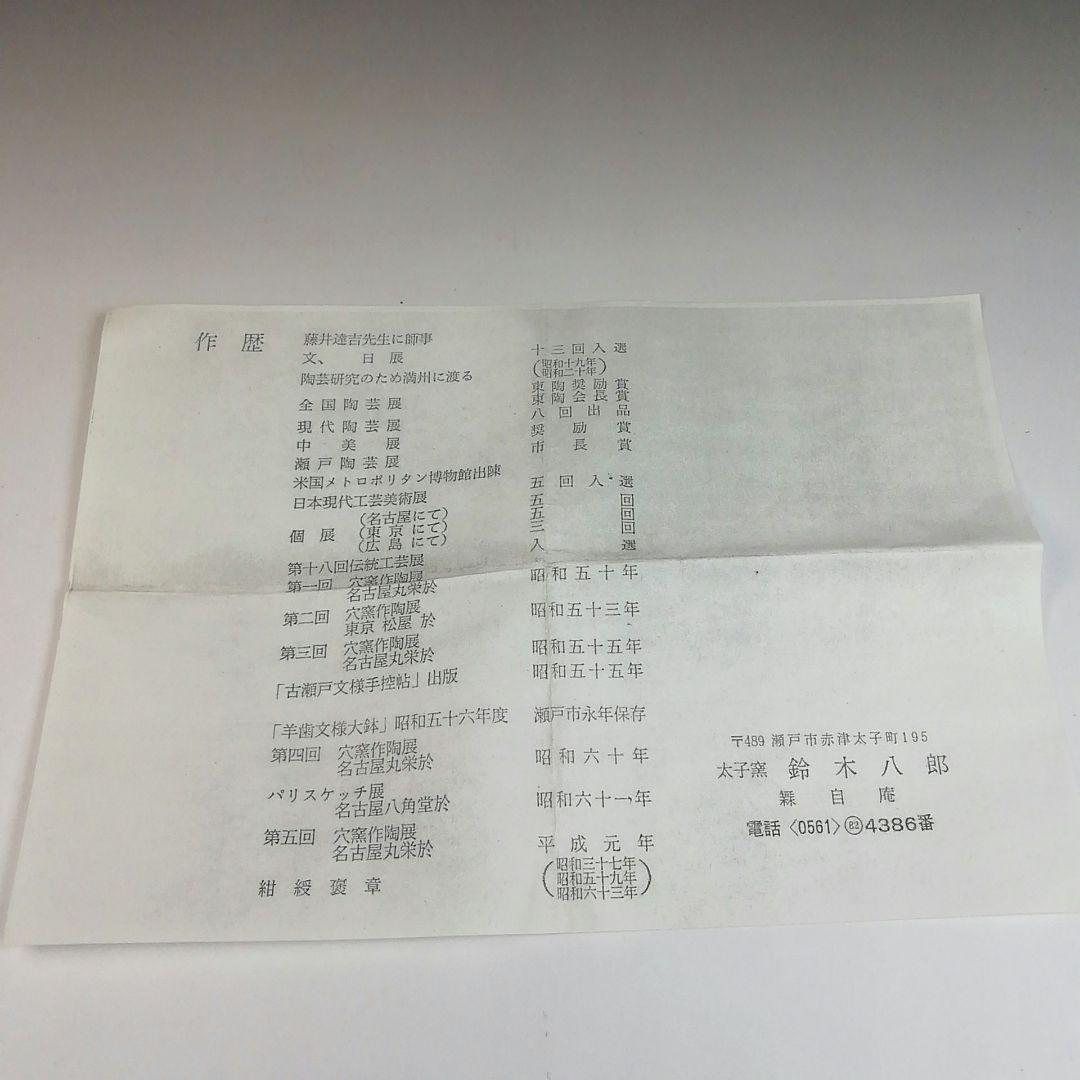 作歴
藤井達吉先生に師事
文、 日展 十三回入選
陶芸研究のため満州に渡る (昭和十九年
昭和二十年)
全国陶芸展 東陶奨励賞
東陶会長賞
現代陶芸展 八回出品
中美展 奨励賞
瀬戸陶芸展 市長賞
米国メトロポリタン博物館出陳
日本現代工芸美術展 五回入選
個展 (名古屋にて) 五回
(東京にて) 五回
(広島にて) 三回
第十八回伝統工芸展 入選
第一回 穴窯作陶展 昭和五十年
名古屋丸栄於
第二回 穴窯作陶展 昭和五十三年
東京 松屋 於
第三回 穴窯作陶展 昭和五十五年
名古屋丸栄於
「古瀬戸文様手控帖」出版 昭和五十五年
「羊歯文様大鉢」昭和五十六年度 瀬戸市永年保存
第四回 穴窯作陶展 昭和六十年
名古屋丸栄於
パリスケッチ展 昭和六十一年
名古屋八角堂於
第五回 穴窯作陶展 平成元年
名古屋丸栄於
紺綬褒章 (昭和三十七年
昭和五十九年
昭和六十三年)
〒489 瀬戸市赤津太子町195
太子窯 鈴木八郎
自庵
電話〈0561〉㊷4386番